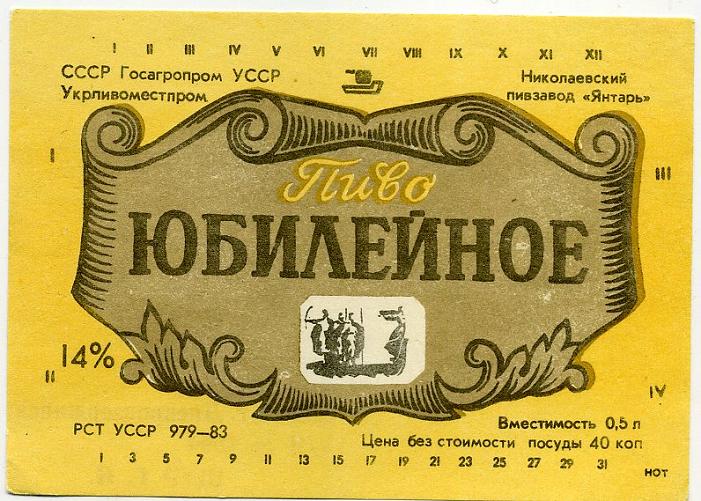 I II III IV V VI VII VIII IX X XI XII
СССР Госагропром УССР
Укрливоместпром
Николаевский
пивзавод «Янтарь»
I
III
Пиво
ЮБИЛЕЙНОЕ
14%
II
IV
РСТ УССР 979–83
Вместимость 0,5 л
Цена без стоимости посуды 40 коп
1 3 5 7 9 11 13 15 17 19 21 23 25 27 29 31
НОТ